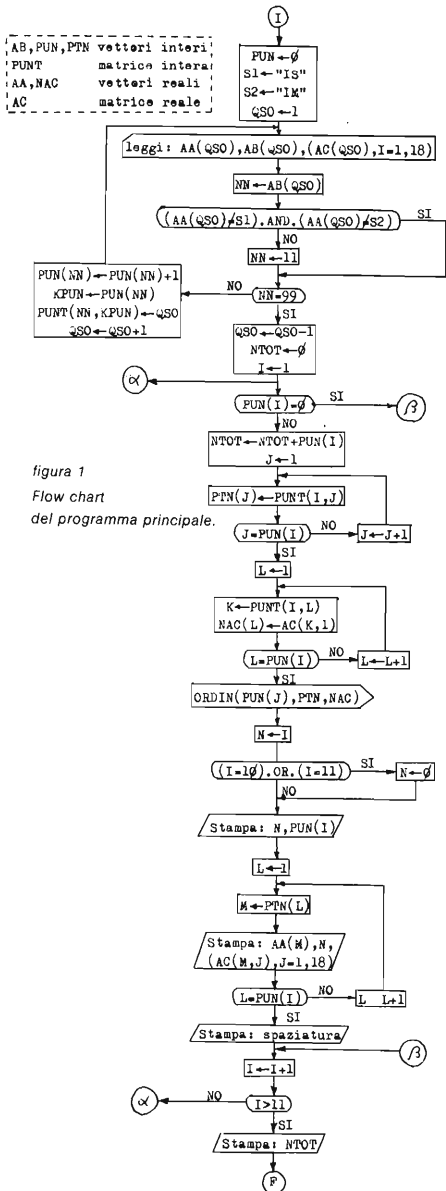 I
AB,PUN,PTN vettori interi
PUNT matrice intera
AA,NAC vettori reali
AC matrice reale
PUN←Ø
S1←"IS"
S2←"IM"
QSO←1
leggi: AA(QSO),AB(QSO),(AC(QSO),I=1,18)
NN←AB(QSO)
(AA(QSO)≠S1).AND.(AA(QSO)≠S2)
SI
NO
NN←11
PUN(NN)←PUN(NN)+1
KPUN←PUN(NN)
PUNT(NN,KPUN)←QSO
QSO←QSO+1
NO
NN=99
SI
QSO←QSO-1
NTOT←Ø
I←1
α
PUN(I)=Ø
SI
β
NO
NTOT←NTOT+PUN(I)
J←1
figura 1
Flow chart
del programma principale.
PTN(J)←PUNT(I,J)
J=PUN(I)
NO
J←J+1
SI
L←1
K←PUNT(I,L)
NAC(L)←AC(K,1)
L=PUN(I)
NO
L←L+1
SI
ORDIN(PUN(J),PTN,NAC)
N←I
(I=1Ø).OR.(I=11)
SI
N←Ø
NO
Stampa: N,PUN(I)
L←1
M←PTN(L)
Stampa: AA(M),N,
(AC(M,J),J=1,18)
L=PUN(I)
NO
L L+1
SI
Stampa: spaziatura
β
I←I+1
α
NO
I>11
SI
Stampa: NTOT
F